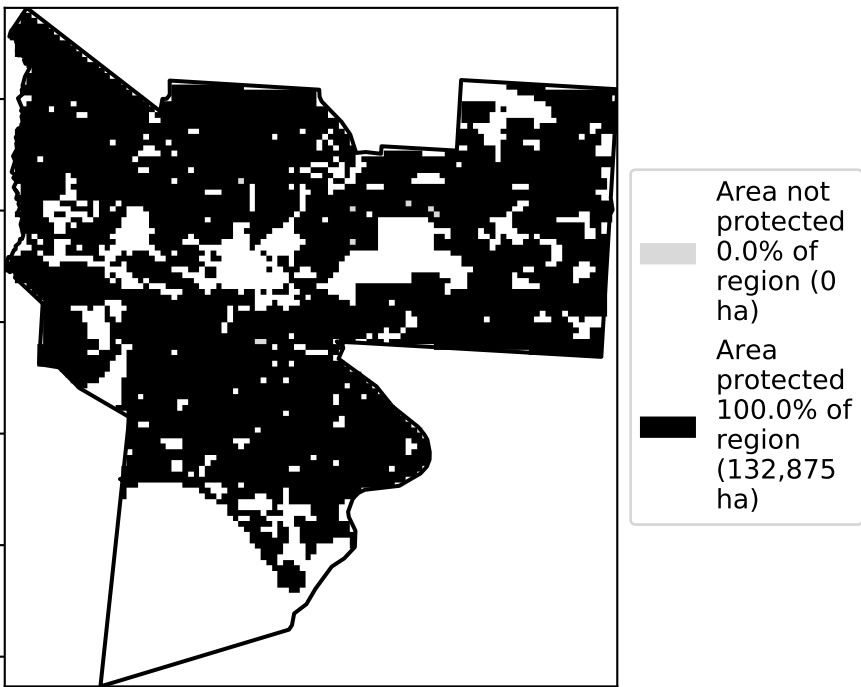 Area not
protected
0.0% of
region (0
ha)
Area
protected
100.0% of
region
(132,875
ha)